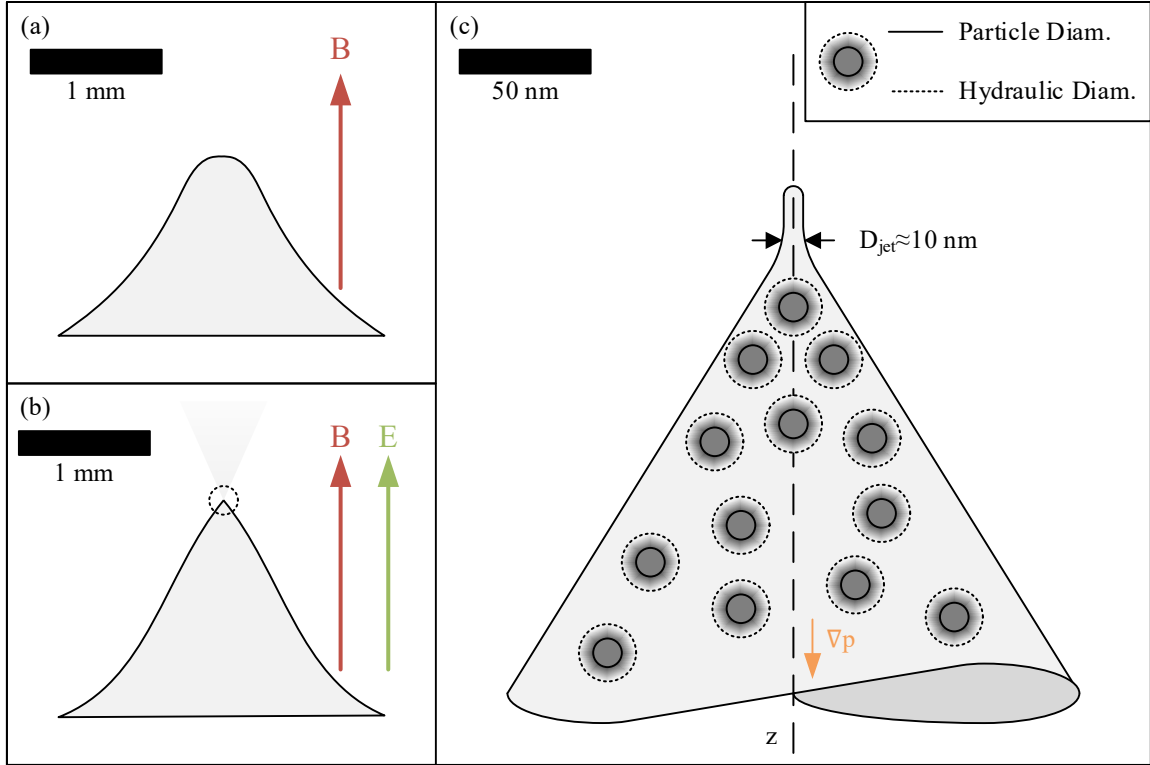 (a)
1 mm
B
(b)
1 mm
B
E
(c)
50 nm
Particle Diam.
Hydraulic Diam.
D_jet≈10 nm
∇p
z